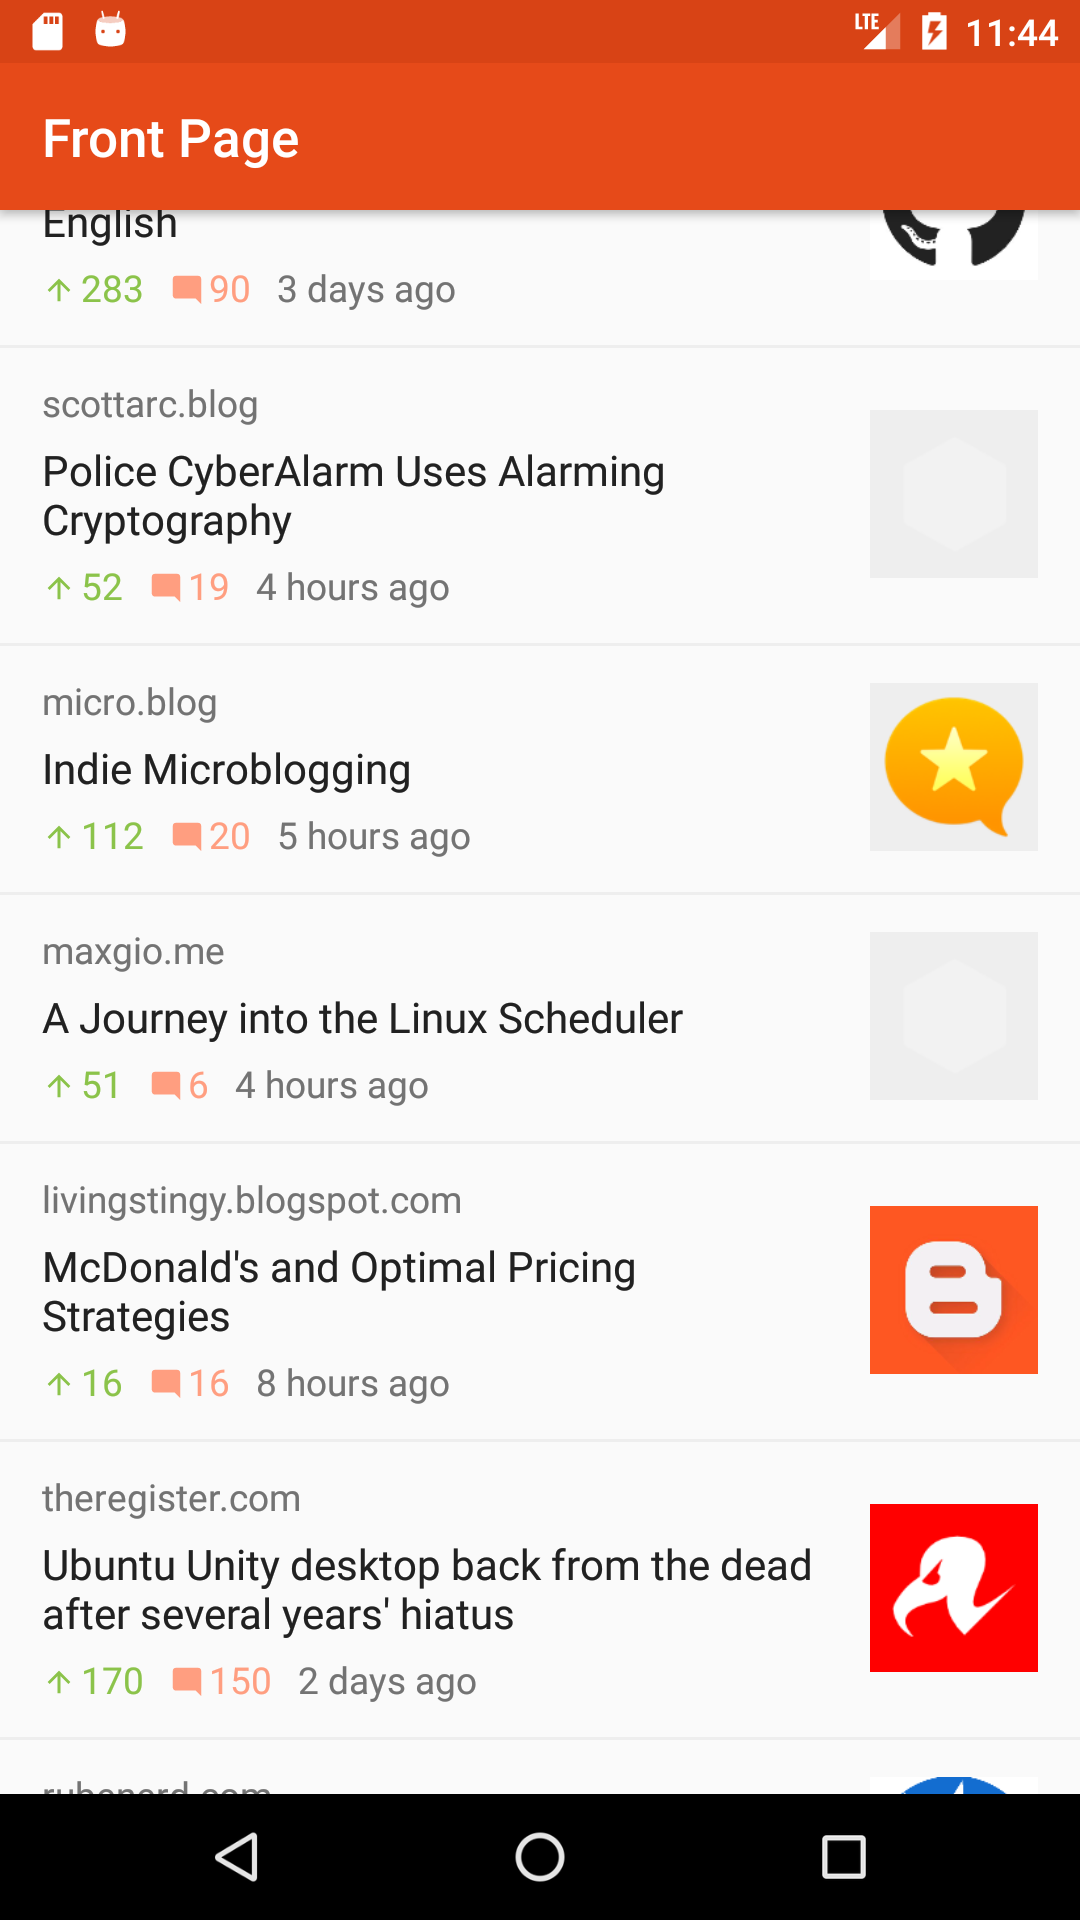 LTE 11:44
Front Page
English
283 90 3 days ago
scottarc.blog
Police CyberAlarm Uses Alarming
Cryptography
52 19 4 hours ago
micro.blog
Indie Microblogging
112 20 5 hours ago
maxgio.me
A Journey into the Linux Scheduler
51 6 4 hours ago
livingstingy.blogspot.com
McDonald's and Optimal Pricing
Strategies
16 16 8 hours ago
theregister.com
Ubuntu Unity desktop back from the dead
after several years' hiatus
170 150 2 days ago